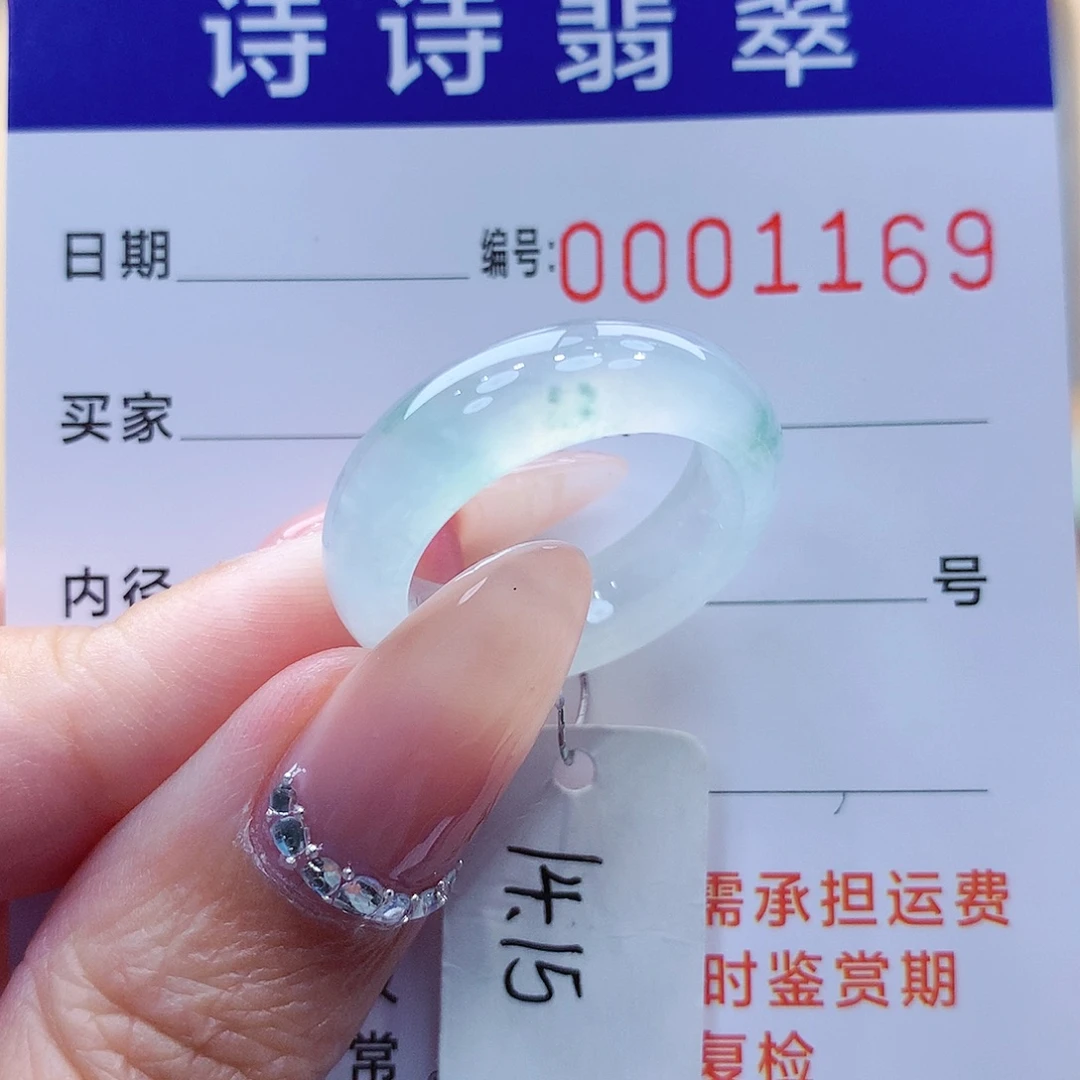 诗诗翡翠
日期 编号:0001169
买家
内径 号
14.15
需承担运费
时鉴赏期
常 复检